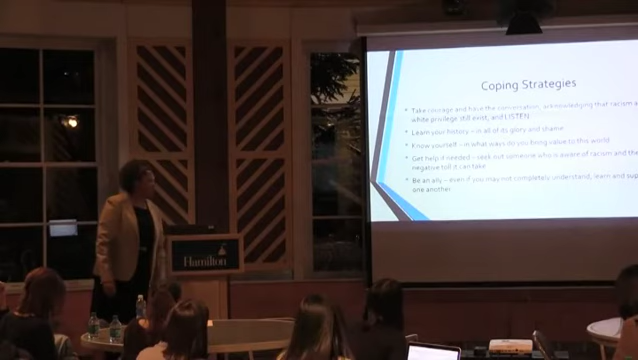 Coping Strategies
• Take courage and have the conversation, acknowledging that racism a
white privilege still exist, and LISTEN
• Learn your history – in all of its glory and shame
• Know yourself – in what ways do you bring value to this world
• Get help if needed – seek out someone who is aware of racism and the
negative toll it can take
• Be an ally – even if you may not completely understand, learn and sup
one another
Hamilton